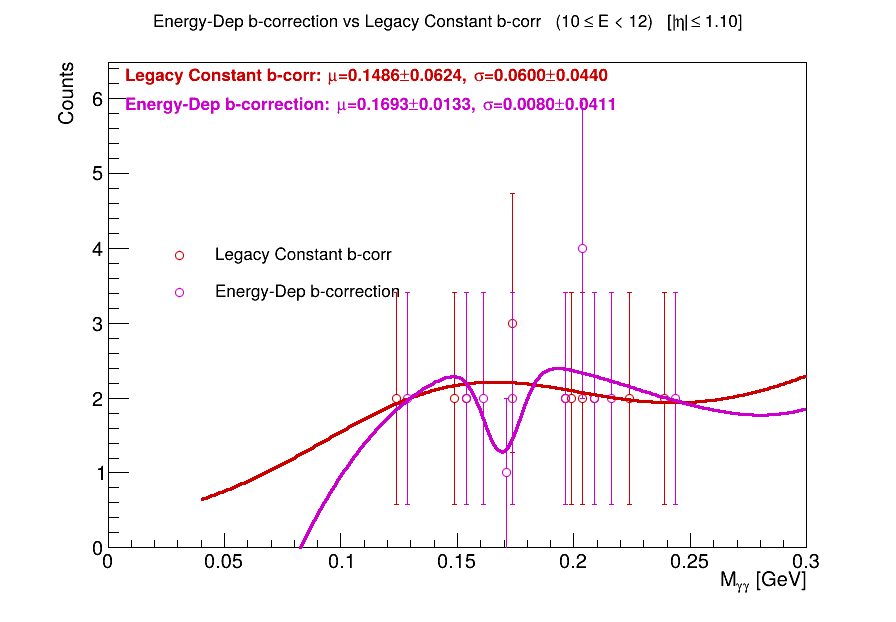 Energy-Dep b-correction vs Legacy Constant b-corr (10 ≤ E < 12) [|η| ≤ 1.10]
Legacy Constant b-corr: μ=0.1486±0.0624, σ=0.0600±0.0440
Energy-Dep b-correction: μ=0.1693±0.0133, σ=0.0080±0.0411
Counts
6
5
4
3
2
1
0
Legacy Constant b-corr
Energy-Dep b-correction
0 0.05 0.1 0.15 0.2 0.25 0.3
Mγγ [GeV]